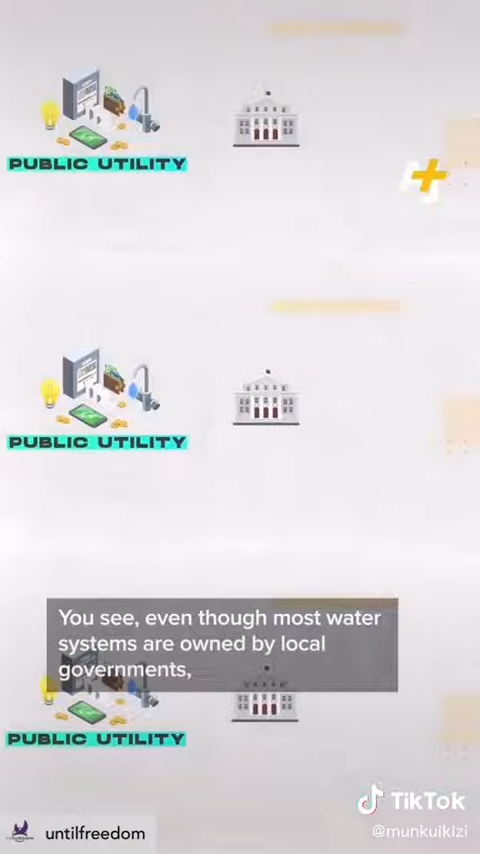 PUBLIC UTILITY
PUBLIC UTILITY
You see, even though most water
systems are owned by local
governments,
PUBLIC UTILITY
TikTok
untilfreedom
@munkuikizi